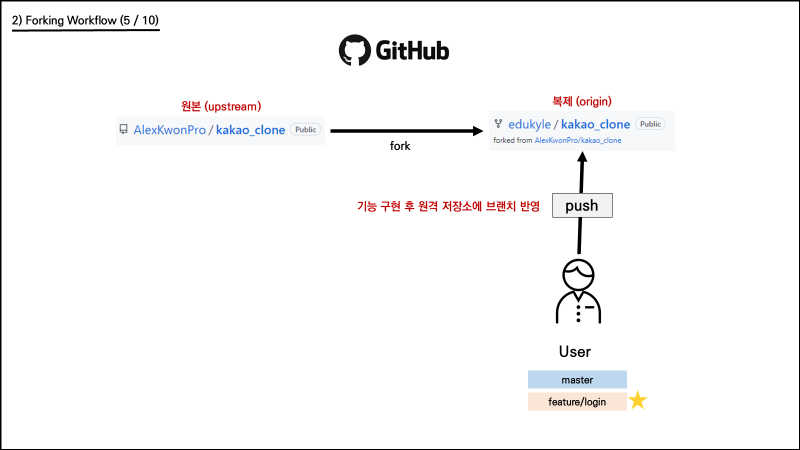 2) Forking Workflow (5 / 10)
GitHub
원본 (upstream)
AlexKwonPro / kakao_clone Public
fork
복제 (origin)
edukyle / kakao_clone Public
forked from AlexKwonPro/kakao_clone
기능 구현 후 원격 저장소에 브랜치 반영
push
User
master
feature/login